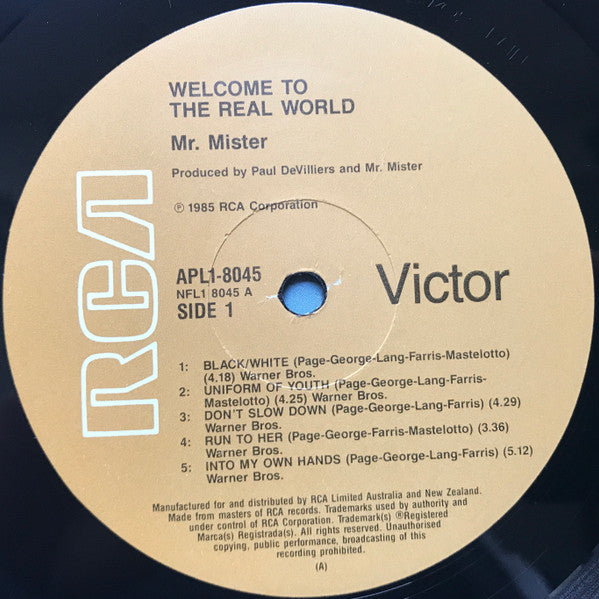 WELCOME TO
THE REAL WORLD
Mr. Mister
Produced by Paul DeVilliers and Mr. Mister
℗ 1985 RCA Corporation
RCA
APL1-8045
NFL1 8045 A
SIDE 1
Victor
1: BLACK/WHITE (Page-George-Lang-Farris-Mastelotto)
(4.18) Warner Bros.
2: UNIFORM OF YOUTH (Page-George-Lang-Farris-
Mastelotto) (4.25) Warner Bros.
3: DON'T SLOW DOWN (Page-George-Lang-Farris) (4.29)
Warner Bros.
4: RUN TO HER (Page-George-Farris-Mastelotto) (3.36)
Warner Bros.
5: INTO MY OWN HANDS (Page-George-Lang-Farris) (5.12)
Warner Bros.
Manufactured for and distributed by RCA Limited Australia and New Zealand.
Made from masters of RCA records. Trademarks used by authority and
under control of RCA Corporation. Trademark(s) ®Registered
Marca(s) Registrada(s). All rights reserved. Unauthorised
copying, public performance, broadcasting of this
recording prohibited.
(A)